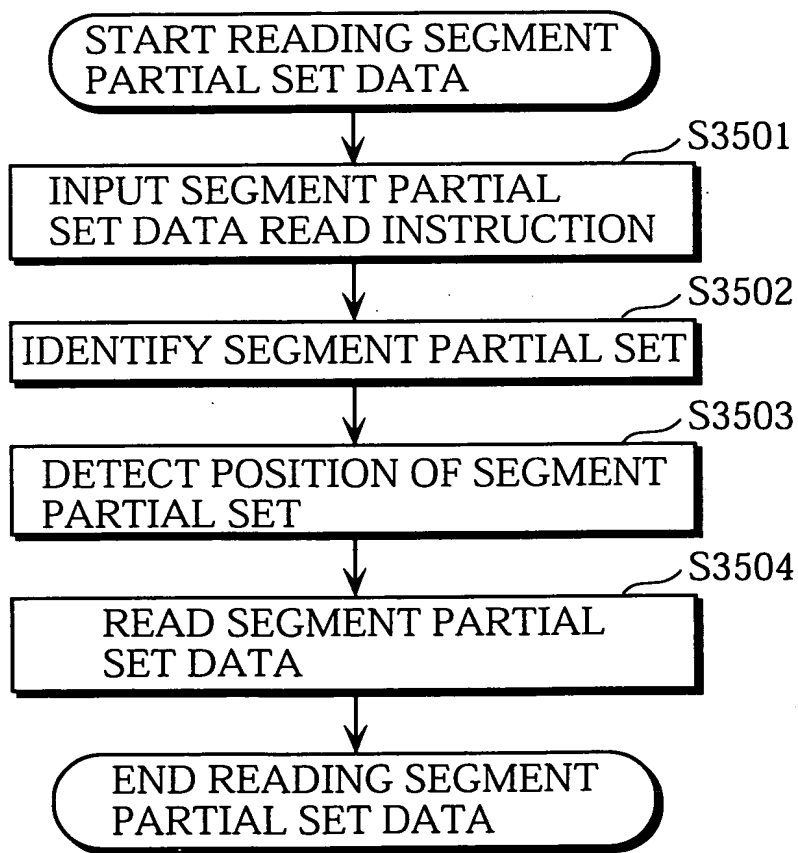 START READING SEGMENT
PARTIAL SET DATA
S3501
INPUT SEGMENT PARTIAL
SET DATA READ INSTRUCTION
S3502
IDENTIFY SEGMENT PARTIAL SET
S3503
DETECT POSITION OF SEGMENT
PARTIAL SET
S3504
READ SEGMENT PARTIAL
SET DATA
END READING SEGMENT
PARTIAL SET DATA